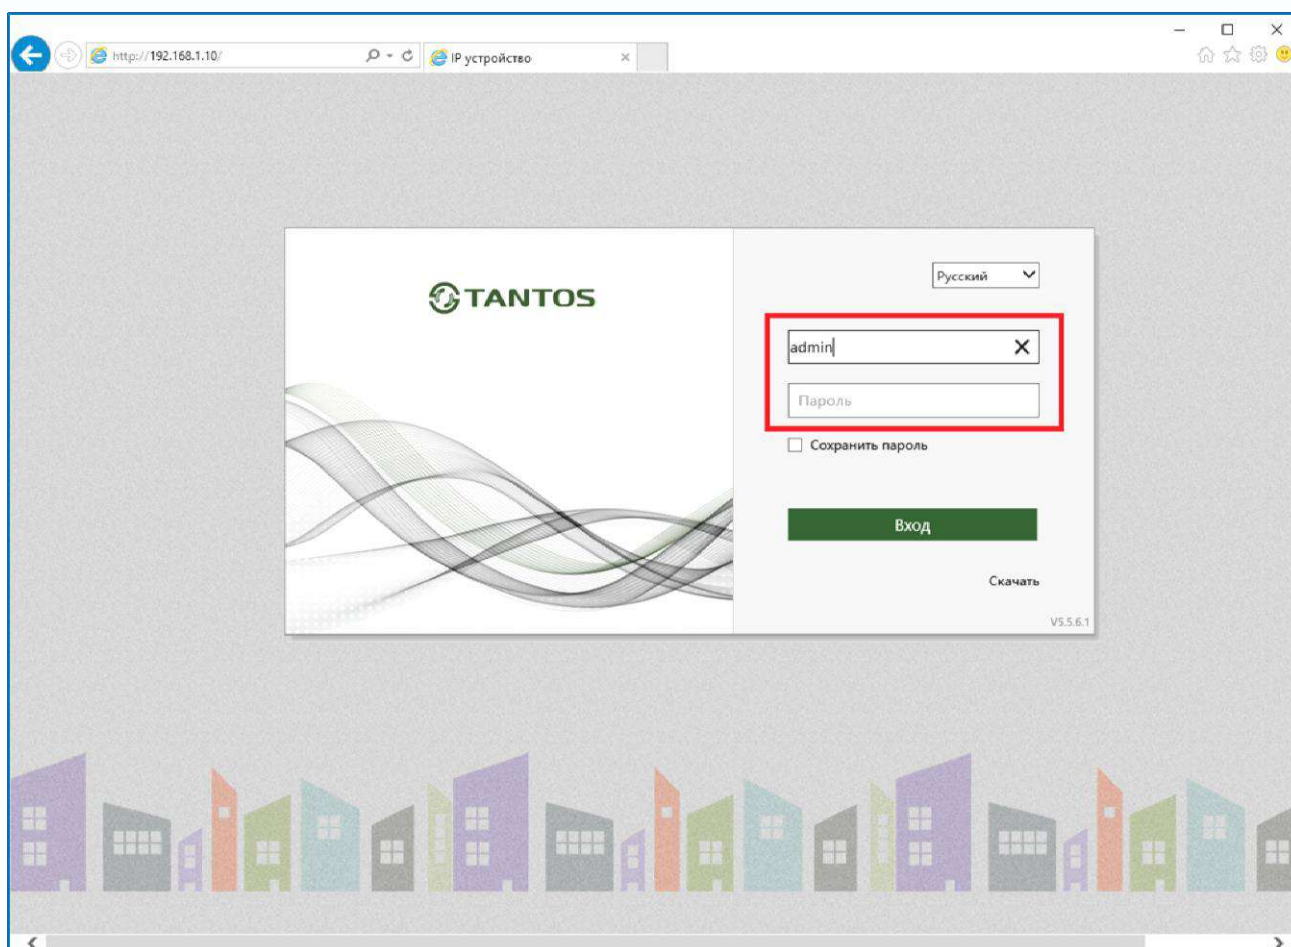 http://192.168.1.10/
IP устройство
TANTOS
Русский
admin
Пароль
Сохранить пароль
Вход
Скачать
V5.5.6.1